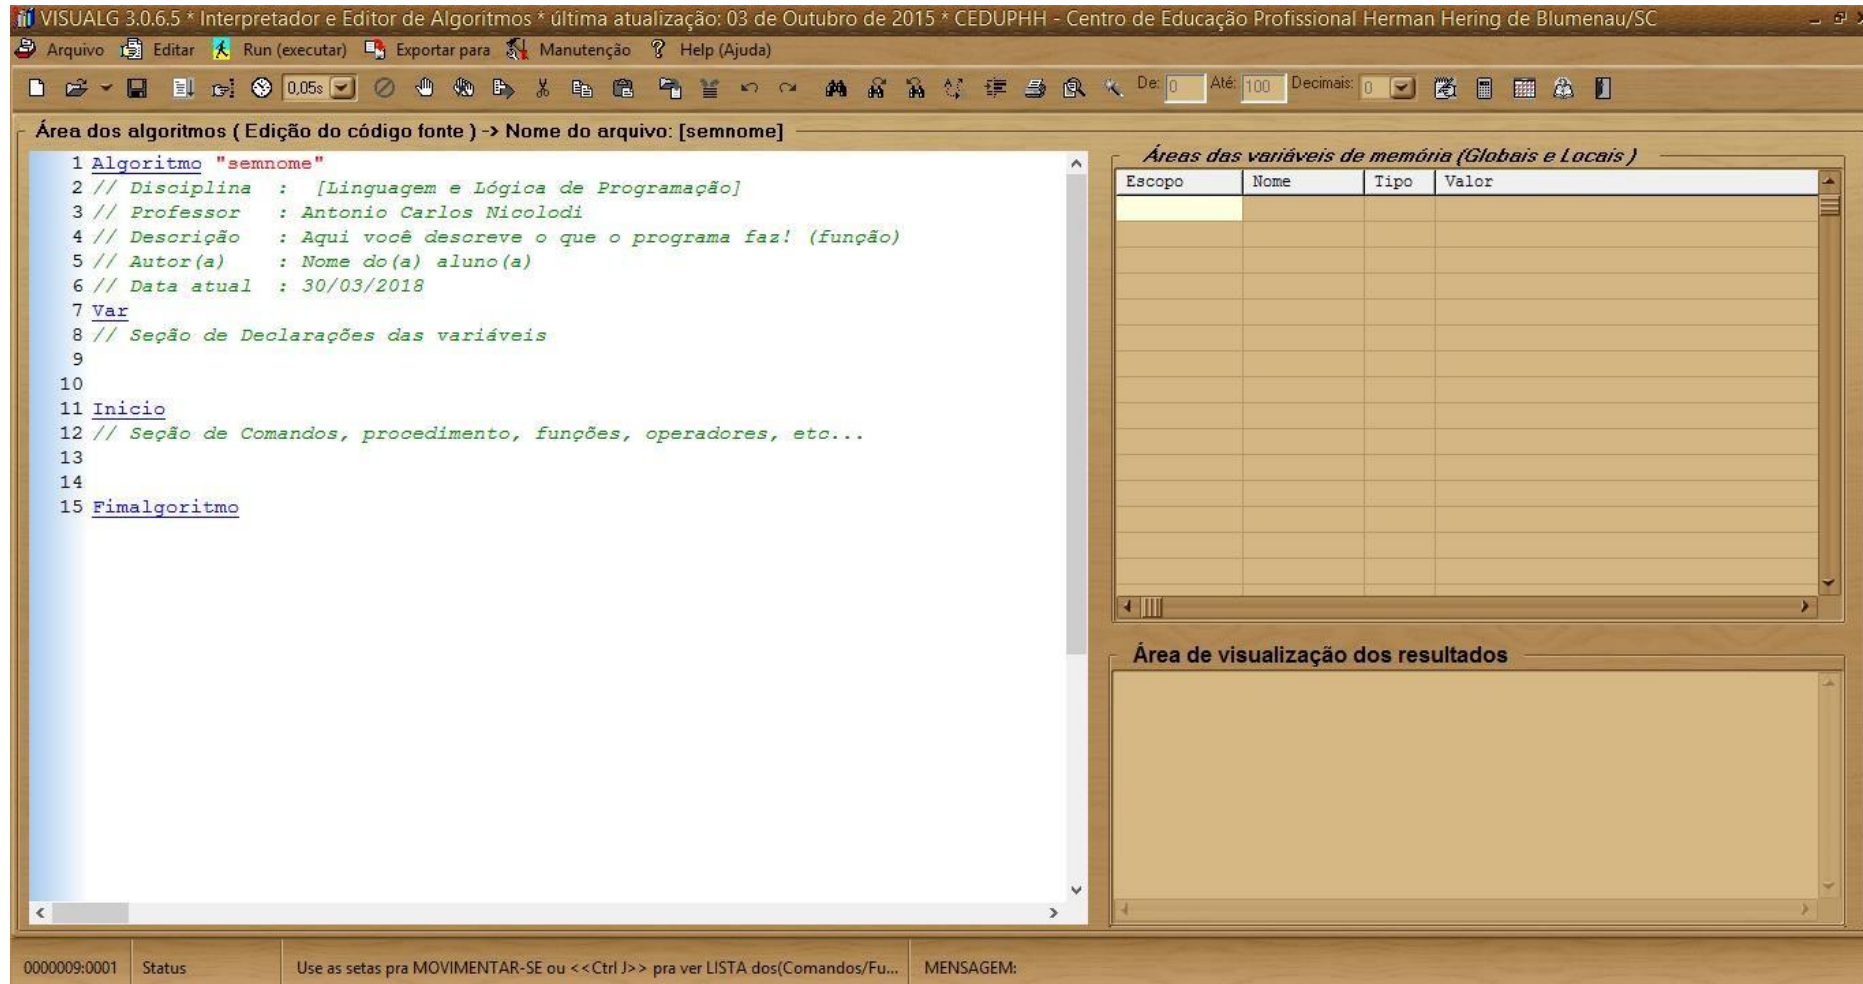 VISUALG 3.0.6.5 * Interpretador e Editor de Algoritmos * última atualização: 03 de Outubro de 2015 * CEDUPHH - Centro de Educação Profissional Herman Hering de Blumenau/SC
Arquivo Editar Run (executar) Exportar para Manutenção Help (Ajuda)
0,05s De: 0 Até: 100 Decimais: 0
Área dos algoritmos ( Edição do código fonte ) -> Nome do arquivo: [semnome]
1 Algoritmo "semnome"
2 // Disciplina : [Linguagem e Lógica de Programação]
3 // Professor : Antonio Carlos Nicolodi
4 // Descrição : Aqui você descreve o que o programa faz! (função)
5 // Autor(a) : Nome do(a) aluno(a)
6 // Data atual : 30/03/2018
7 Var
8 // Seção de Declarações das variáveis
9
10
11 Inicio
12 // Seção de Comandos, procedimento, funções, operadores, etc...
13
14
15 Fimalgoritmo
Áreas das variáveis de memória (Globais e Locais )
Escopo Nome Tipo Valor
Área de visualização dos resultados
0000009:0001 Status Use as setas pra MOVIMENTAR-SE ou <<Ctrl J>> pra ver LISTA dos(Comandos/Fu... MENSAGEM: